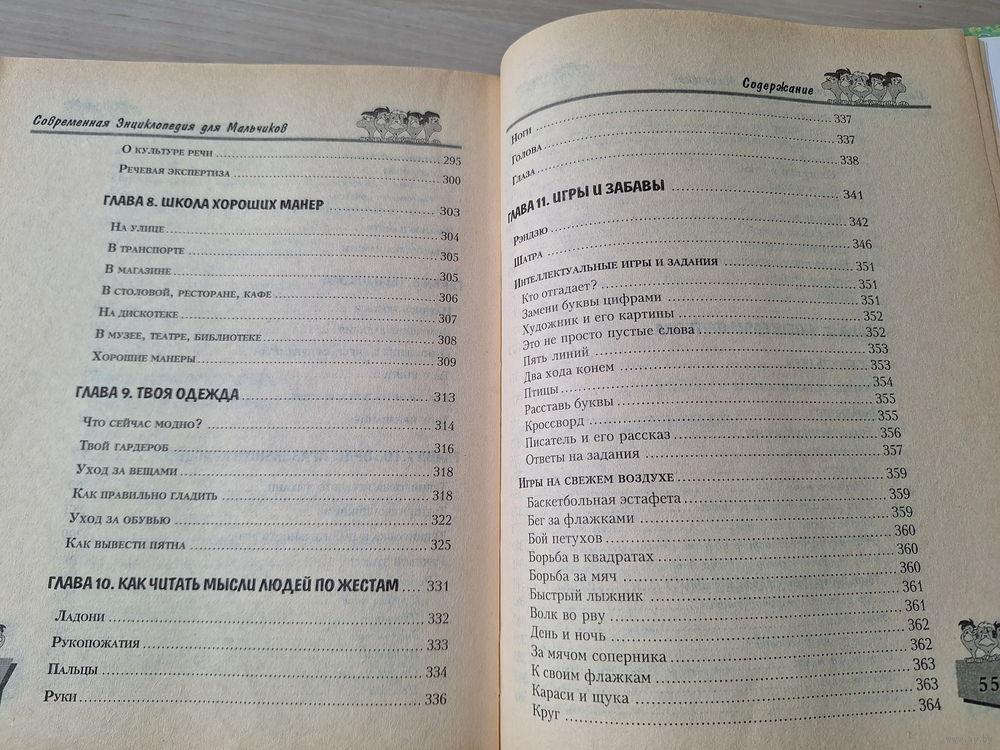 Современная Энциклопедия для Мальчиков
О культуре речи 295
Речевая экспертиза 300
ГЛАВА 8. ШКОЛА ХОРОШИХ МАНЕР 303
На улице 304
В транспорте 305
В магазине 305
В столовой, ресторане, кафе 306
На дискотеке 307
В музее, театре, библиотеке 308
Хорошие манеры 309
ГЛАВА 9. ТВОЯ ОДЕЖДА 313
Что сейчас модно? 314
Твой гардероб 316
Уход за вещами 318
Как правильно гладить 318
Уход за обувью 322
Как вывести пятна 325
ГЛАВА 10. КАК ЧИТАТЬ МЫСЛИ ЛЮДЕЙ ПО ЖЕСТАМ .... 331
Ладони 332
Рукопожатия 333
Пальцы 334
Руки 336
Содержание
Ноги 337
Голова 337
Глаза 338
ГЛАВА 11. ИГРЫ И ЗАБАВЫ 341
Рэндзю 342
Шатра 346
Интеллектуальные игры и задания 351
Кто отгадает? 351
Замени буквы цифрами 351
Художник и его картины 352
Это не просто пустые слова 352
Пять линий 353
Два хода конем 353
Птицы 354
Расставь буквы 355
Кроссворд 355
Писатель и его рассказ 356
Ответы на задания 357
Игры на свежем воздухе 359
Баскетбольная эстафета 359
Бег за флажками 359
Бой петухов 360
Борьба в квадратах 360
Борьба за мяч 360
Быстрый лыжник 361
Волк во рву 361
День и ночь 362
За мячом соперника 362
К своим флажкам 363
Караси и щука 363
Круг 364
55